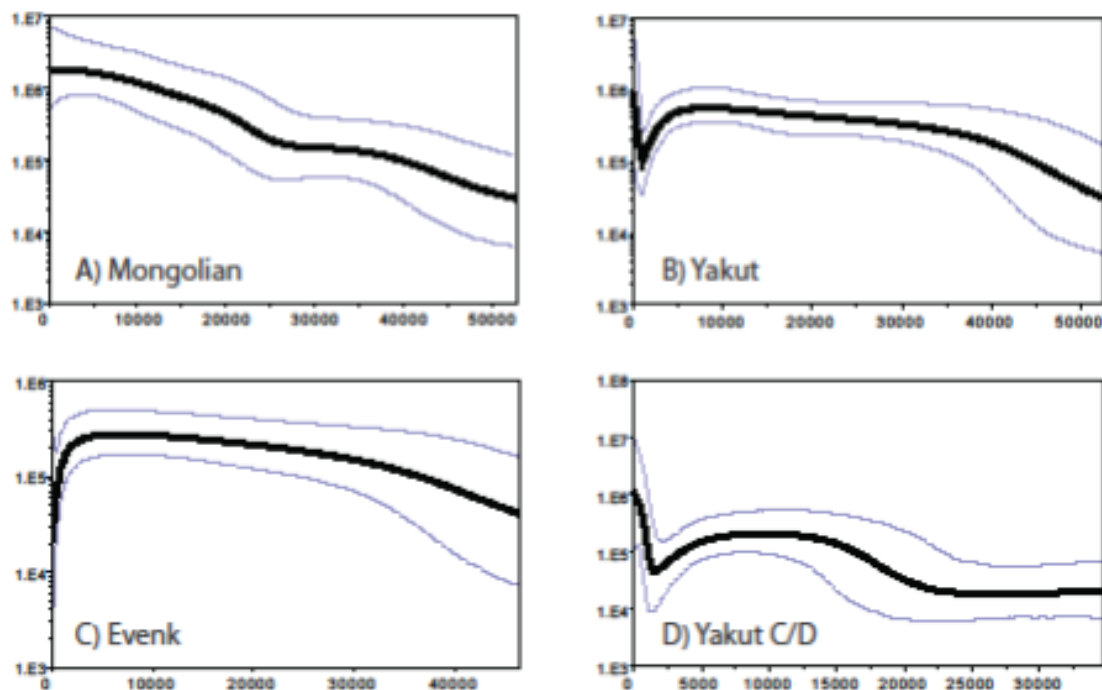 1.E7
1.E6
1.E5
1.E4
1.E3
A) Mongolian
0 10000 20000 30000 40000 50000
1.E7
1.E6
1.E5
1.E4
1.E3
B) Yakut
0 10000 20000 30000 40000 50000
1.E6
1.E5
1.E4
1.E3
C) Evenk
0 10000 20000 30000 40000
1.E8
1.E7
1.E6
1.E5
1.E4
1.E3
D) Yakut C/D
0 5000 10000 15000 20000 25000 30000